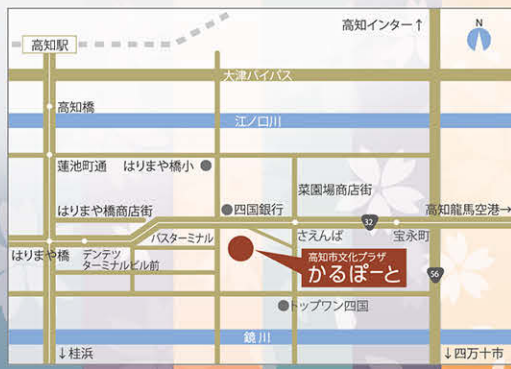 高知インター↑
N
高知駅
大津バイパス
高知橋
江ノ口川
蓮池町通
はりまや橋小
菜園場商店街
はりまや橋商店街
四国銀行
高知龍馬空港→
32
バスターミナル
さえんば
宝永町
はりまや橋
デンテツ
ターミナルビル前
高知市文化プラザ
かるぽーと
56
トップワン四国
鏡川
↓桂浜
↓四万十市